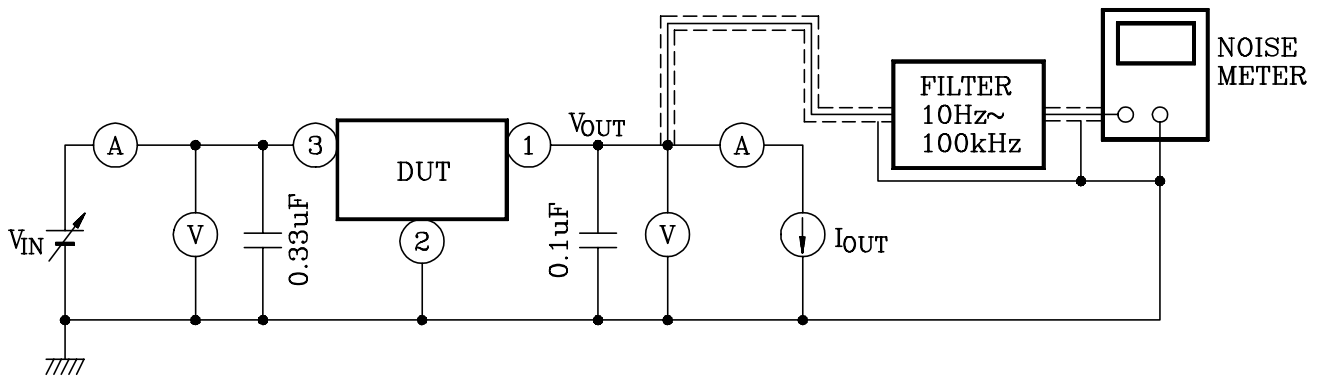 NOISE
METER
FILTER
10Hz~
100kHz
A
3
DUT
1
VOUT
A
V
0.33uF
2
0.1uF
V
IOUT
VIN